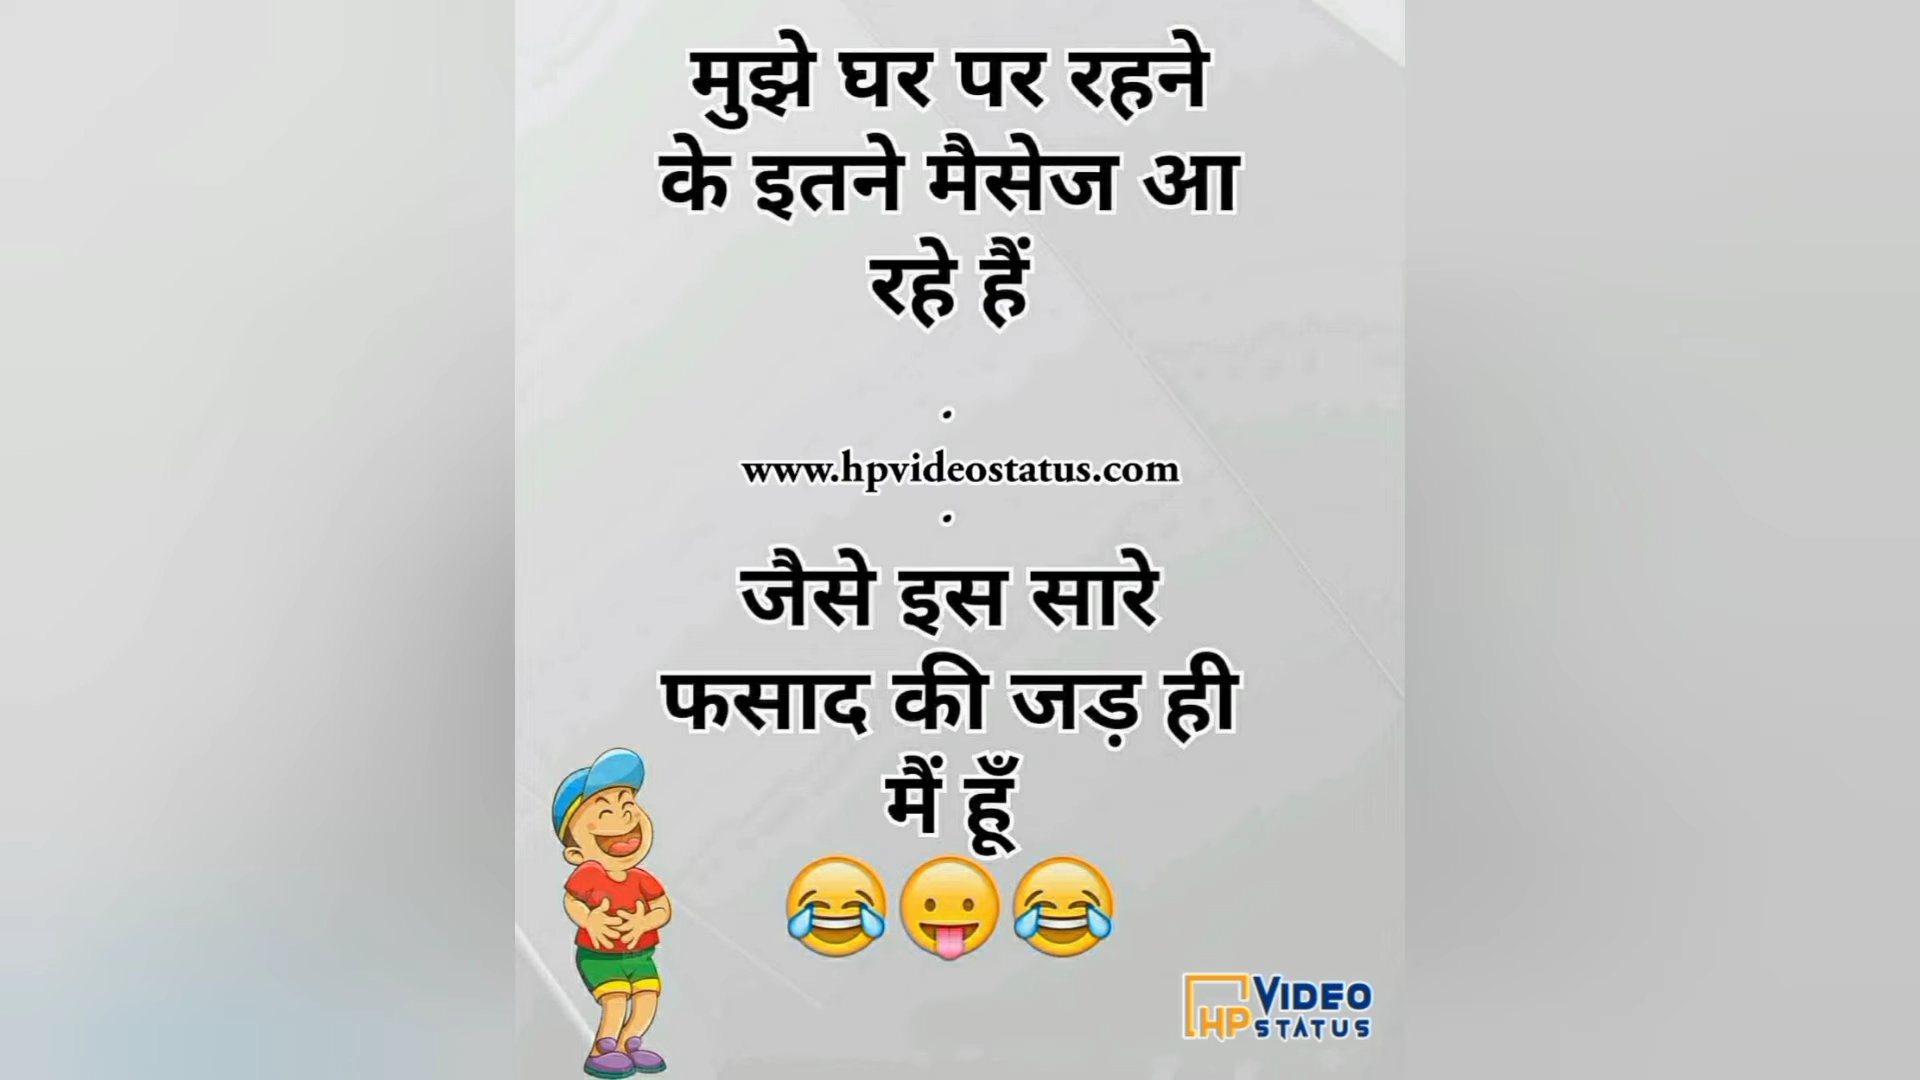 मुझे घर पर रहने
के इतने मैसेज आ
रहे हैं
.
www.hpvideostatus.com
.
जैसे इस सारे
फसाद की जड़ ही
मैं हूँ
😂😛😂
HP VIDEO
STATUS